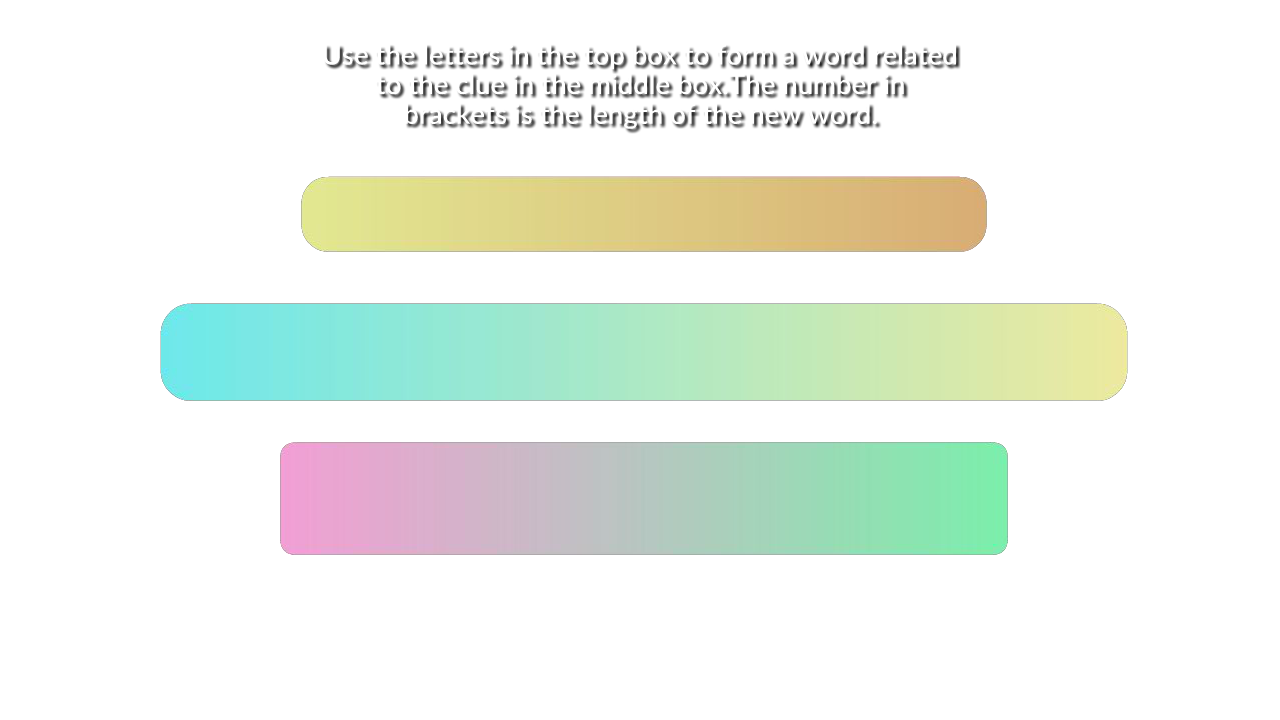 Use the letters in the top box to form a word related
to the clue in the middle box.The number in
brackets is the length of the new word.